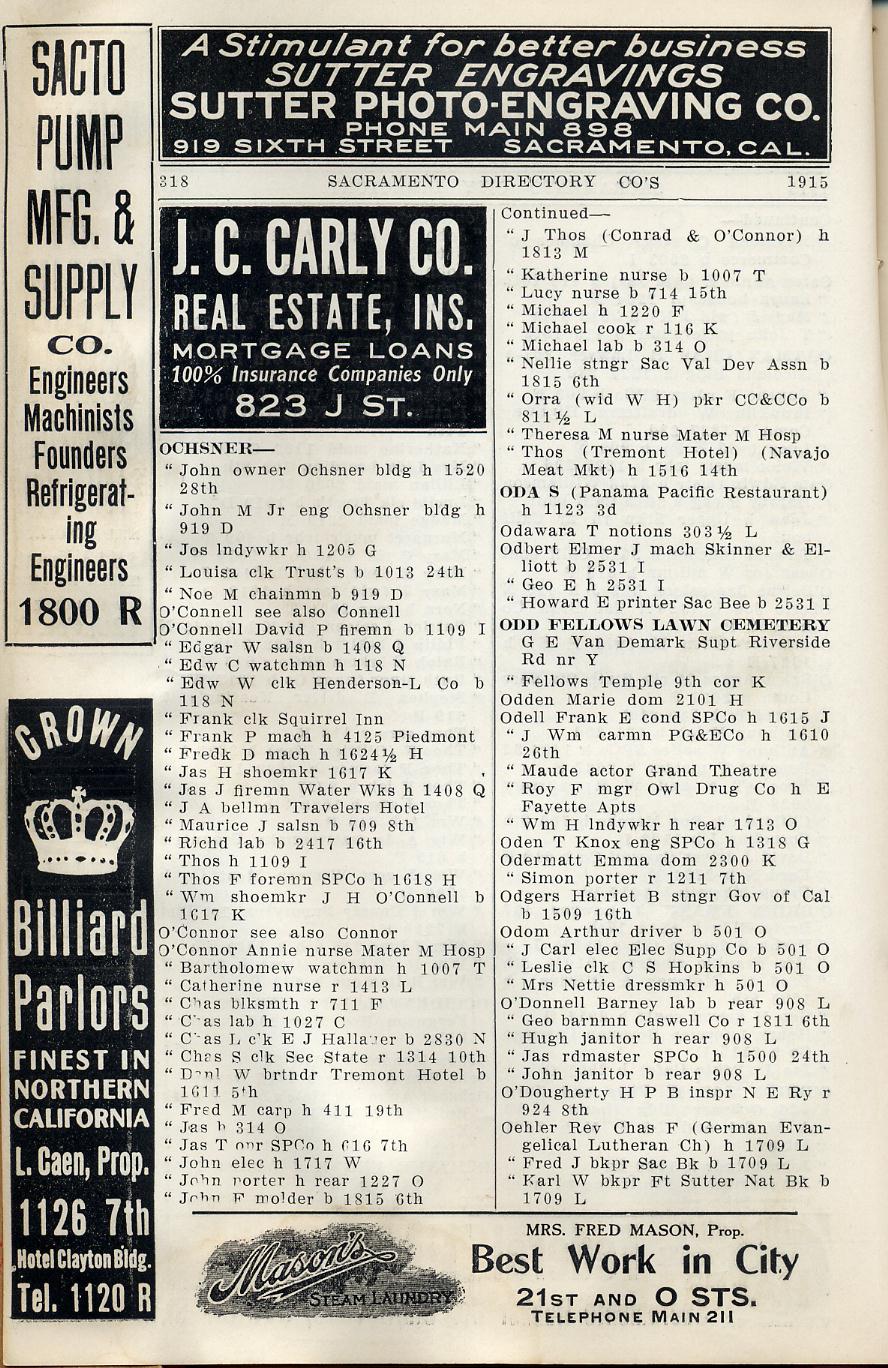 SACTO
PUMP
MFG. &
SUPPLY
CO.
Engineers
Machinists
Founders
Refrigerat-
ing
Engineers
1800 R
CROWN
Billiard
Parlors
FINEST IN
NORTHERN
CALIFORNIA
L. Caen, Prop.
1126 7th
Hotel Clayton Bldg.
Tel. 1120 R
A Stimulant for better business
SUTTER ENGRAVINGS
SUTTER PHOTO-ENGRAVING CO.
PHONE MAIN 898
919 SIXTH STREET SACRAMENTO, CAL.
318 SACRAMENTO DIRECTORY CO'S 1915
J. C. CARLY CO.
REAL ESTATE, INS.
MORTGAGE LOANS
100% Insurance Companies Only
823 J ST.
OCHSNER—
" John owner Ochsner bldg h 1520
28th
" John M Jr eng Ochsner bldg h
919 D
" Jos lndywkr h 1205 G
" Louisa clk Trust's b 1013 24th
" Noe M chainmn b 919 D
O'Connell see also Connell
O'Connell David P firemn b 1109 I
" Edgar W salsn b 1408 Q
" Edw C watchmn h 118 N
" Edw W clk Henderson-L Co b
118 N
" Frank clk Squirrel Inn
" Frank P mach h 4125 Piedmont
" Fredk D mach h 1624½ H
" Jas H shoemkr 1617 K
" Jas J firemn Water Wks h 1408 Q
" J A bellmn Travelers Hotel
" Maurice J salsn b 709 8th
" Richd lab b 2417 16th
" Thos h 1109 I
" Thos F foremn SPCo h 1618 H
" Wm shoemkr J H O'Connell b
1617 K
O'Connor see also Connor
O'Connor Annie nurse Mater M Hosp
" Bartholomew watchmn h 1007 T
" Catherine nurse r 1413 L
" Chas blksmth r 711 F
" Chas lab h 1027 C
" Chas L clk E J Hallauer b 2830 N
" Chas S clk Sec State r 1314 10th
" Danl W brtndr Tremont Hotel b
1611 5th
" Fred M carp h 411 19th
" Jas b 314 O
" Jas T opr SPCo h 616 7th
" John elec h 1717 W
" John porter h rear 1227 O
" John F molder b 1815 6th
Continued—
" J Thos (Conrad & O'Connor) h
1813 M
" Katherine nurse b 1007 T
" Lucy nurse b 714 15th
" Michael h 1220 F
" Michael cook r 116 K
" Michael lab b 314 O
" Nellie stngr Sac Val Dev Assn b
1815 6th
" Orra (wid W H) pkr CC&CCo b
811½ L
" Theresa M nurse Mater M Hosp
" Thos (Tremont Hotel) (Navajo
Meat Mkt) h 1516 14th
ODA S (Panama Pacific Restaurant)
h 1123 3d
Odawara T notions 303½ L
Odbert Elmer J mach Skinner & El-
liott b 2531 I
" Geo E h 2531 I
" Howard E printer Sac Bee b 2531 I
ODD FELLOWS LAWN CEMETERY
G E Van Demark Supt Riverside
Rd nr Y
" Fellows Temple 9th cor K
Odden Marie dom 2101 H
Odell Frank E cond SPCo h 1615 J
" J Wm carmn PG&ECo h 1610
26th
" Maude actor Grand Theatre
" Roy F mgr Owl Drug Co h E
Fayette Apts
" Wm H lndywkr h rear 1713 O
Oden T Knox eng SPCo h 1318 G
Odermatt Emma dom 2300 K
" Simon porter r 1211 7th
Odgers Harriet B stngr Gov of Cal
b 1509 16th
Odom Arthur driver b 501 O
" J Carl elec Elec Supp Co b 501 O
" Leslie clk C S Hopkins b 501 O
" Mrs Nettie dressmkr h 501 O
O'Donnell Barney lab b rear 908 L
" Geo barnmn Caswell Co r 1811 6th
" Hugh janitor h rear 908 L
" Jas rdmaster SPCo h 1500 24th
" John janitor b rear 908 L
O'Dougherty H P B inspr N E Ry r
924 8th
Oehler Rev Chas F (German Evan-
gelical Lutheran Ch) h 1709 L
" Fred J bkpr Sac Bk b 1709 L
" Karl W bkpr Ft Sutter Nat Bk b
1709 L
Mason's
STEAM LAUNDRY
MRS. FRED MASON, Prop.
Best Work in City
21ST AND O STS.
TELEPHONE MAIN 211